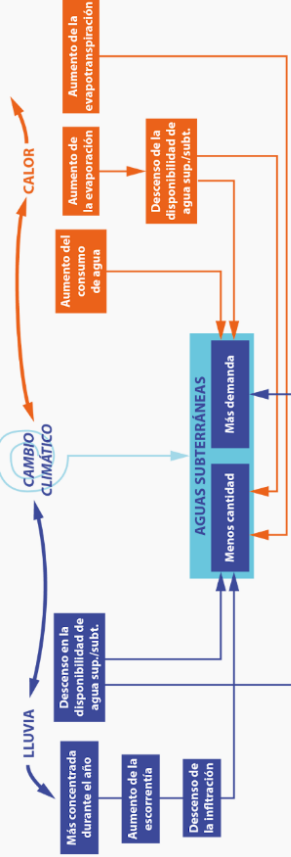 LLUVIA
CAMBIO
CLIMÁTICO
CALOR
Más concentrada
durante el año
Descenso en la
disponibilidad de
agua sup./subt.
Aumento del
consumo
de agua
Aumento de
la evaporación
Aumento de la
evapotranspiración
Aumento de la
escorrentía
Descenso de la
disponibilidad de
agua sup./subt.
Descenso de
la infitración
AGUAS SUBTERRÁNEAS
Menos cantidad
Más demanda